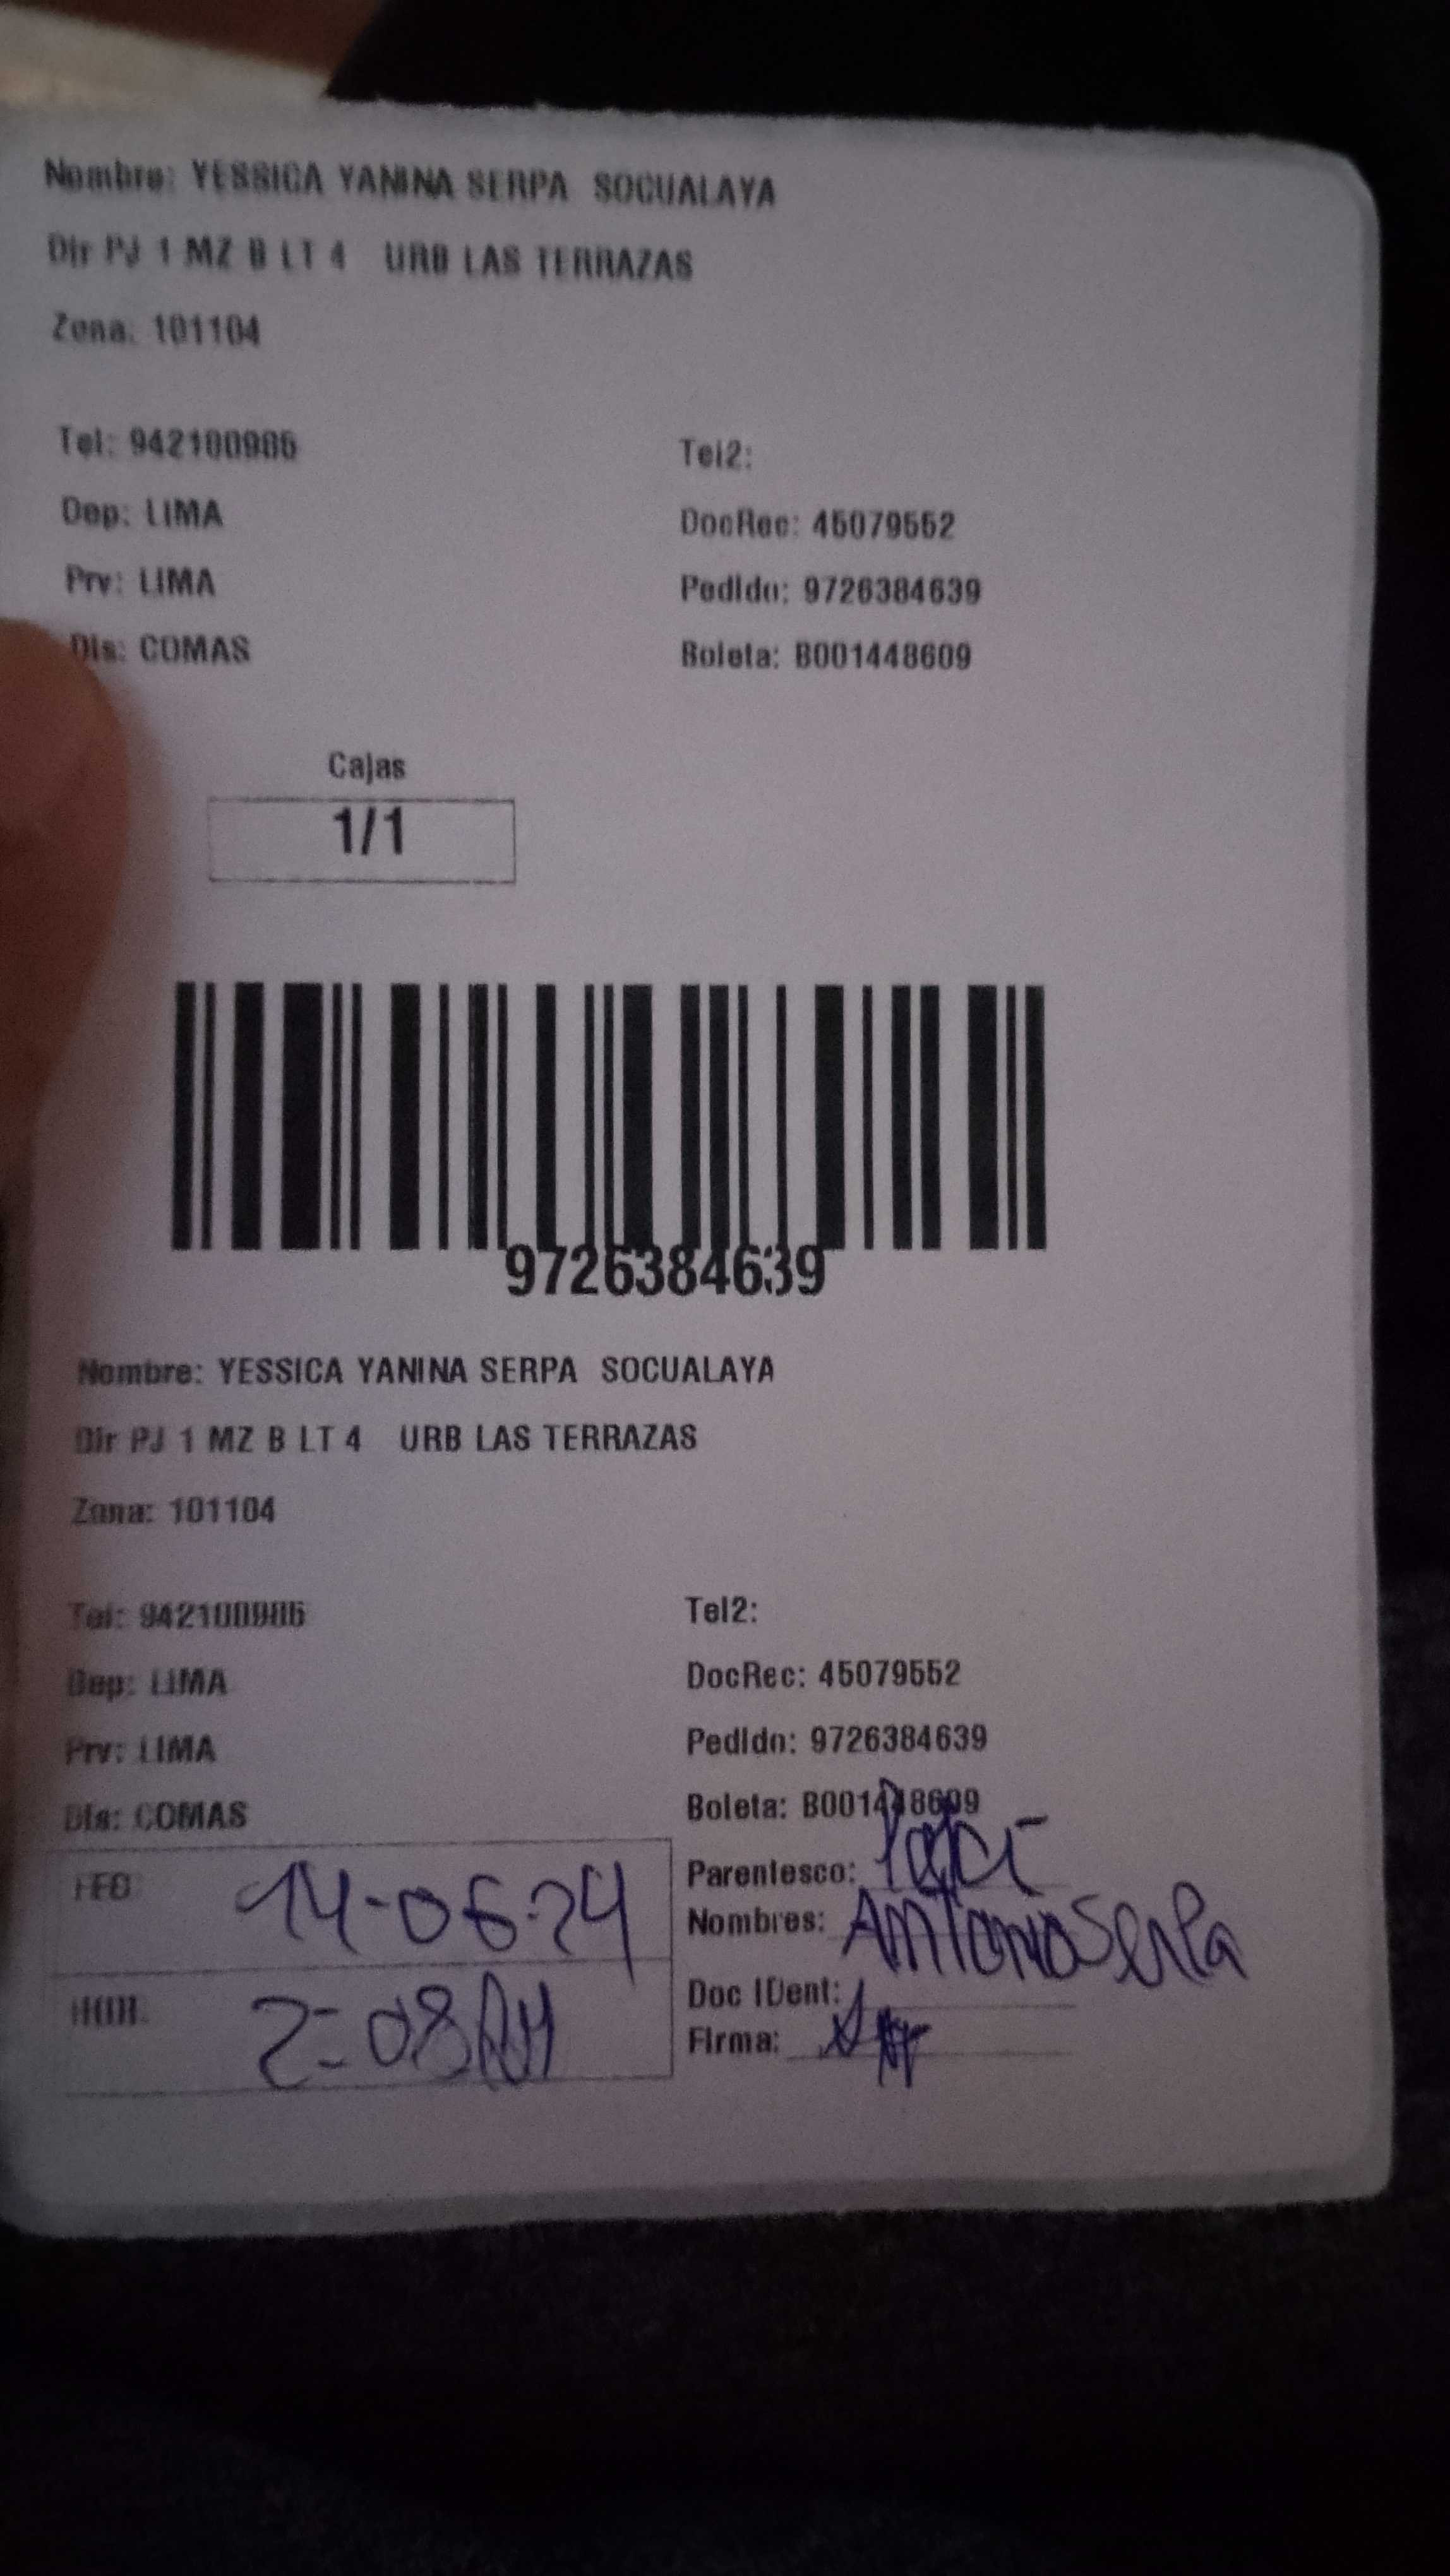 Nombre: YESSICA YANINA SERPA SOCUALAYA
Dir PJ 1 MZ B LT 4 URB LAS TERRAZAS
Zona: 101104
Tel: 942100986 Tel2:
Dep: LIMA DocRec: 45079552
Prv: LIMA Pedido: 9726384639
Dis: COMAS Boleta: B001448609
Cajas
1/1
9726384639
Nombre: YESSICA YANINA SERPA SOCUALAYA
Dir PJ 1 MZ B LT 4 URB LAS TERRAZAS
Zona: 101104
Tel: 942100986 Tel2:
Dep: LIMA DocRec: 45079552
Prv: LIMA Pedido: 9726384639
Dis: COMAS Boleta: B001448609
FEC: 14-06-24 Parentesco:
Nombres: Antonio Serpa
HOR: 2=08 Doc IDent:
Firma: